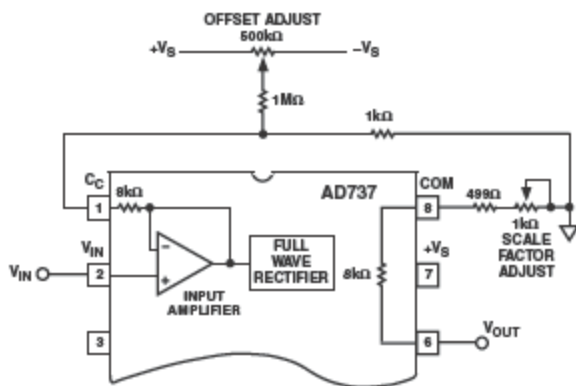 OFFSET ADJUST
500kΩ
+VS
–VS
1MΩ
1kΩ
CC
8kΩ
AD737
COM
1
8
499Ω
1kΩ
SCALE
FACTOR
ADJUST
VIN
VIN
2
–
+
INPUT
AMPLIFIER
FULL
WAVE
RECTIFIER
8kΩ
+VS
7
3
6
VOUT